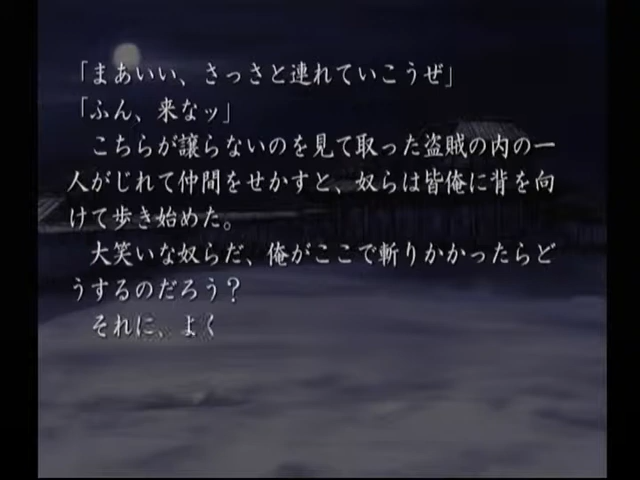 「まあいい、さっさと連れていこうぜ」
「ふん、来なッ」
　こちらが譲らないのを見て取った盗賊の内の一
人がじれて仲間をせかすと、奴らは皆俺に背を向
けて歩き始めた。
　大笑いな奴らだ、俺がここで斬りかかったらど
うするのだろう？
　それに、よく